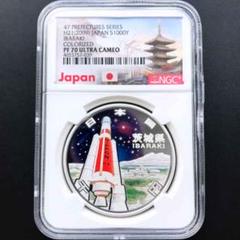 47 PREFECTURES SERIES
H21(2009) JAPAN S1000Y
IBARAKI
COLORIZED
PF 70 ULTRA CAMEO
Japan
NGC
日本国
茨城県
IBARAKI